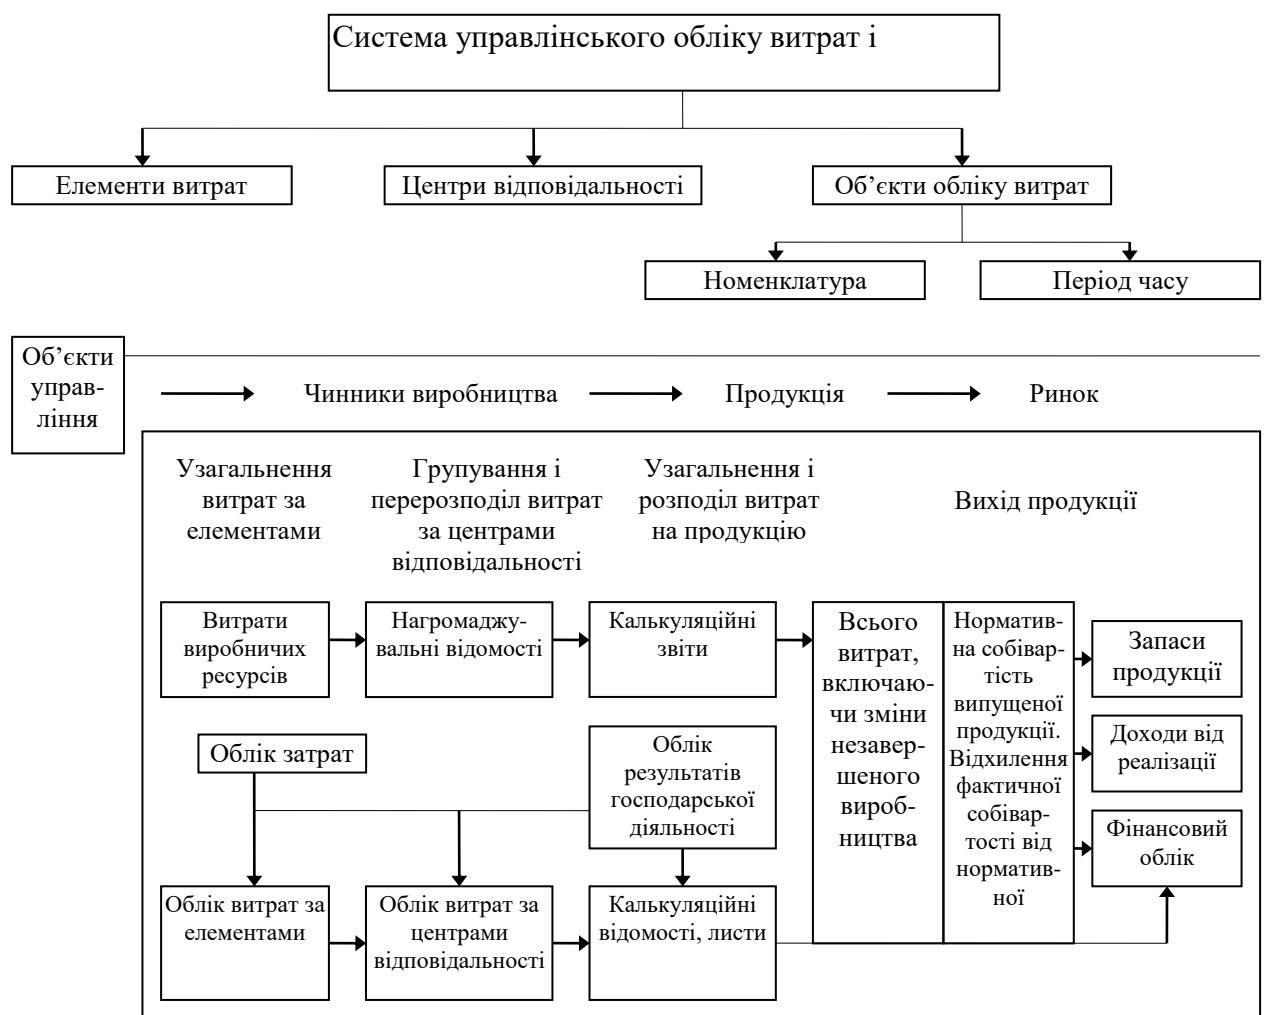 Система управлінського обліку витрат і
Елементи витрат
Центри відповідальності
Об’єкти обліку витрат
Номенклатура
Період часу
Об’єкти
управ-
ління
Чинники виробництва
Продукція
Ринок
Узагальнення
витрат за
елементами
Групування і
перерозподіл витрат
за центрами
відповідальності
Узагальнення і
розподіл витрат
на продукцію
Вихід продукції
Витрати
виробничих
ресурсів
Нагромаджу-
вальні відомості
Калькуляційні
звіти
Всього
витрат,
включаю-
чи зміни
незавер-
шеного
вироб-
ництва
Норматив-
на собівар-
тість
випущеної
продукції.
Відхилення
фактичної
собівар-
тості від
норматив-
ної
Запаси
продукції
Доходи від
реалізації
Фінансовий
облік
Облік затрат
Облік
результатів
господарської
діяльності
Облік витрат за
елементами
Облік витрат за
центрами
відповідальності
Калькуляційні
відомості, листи